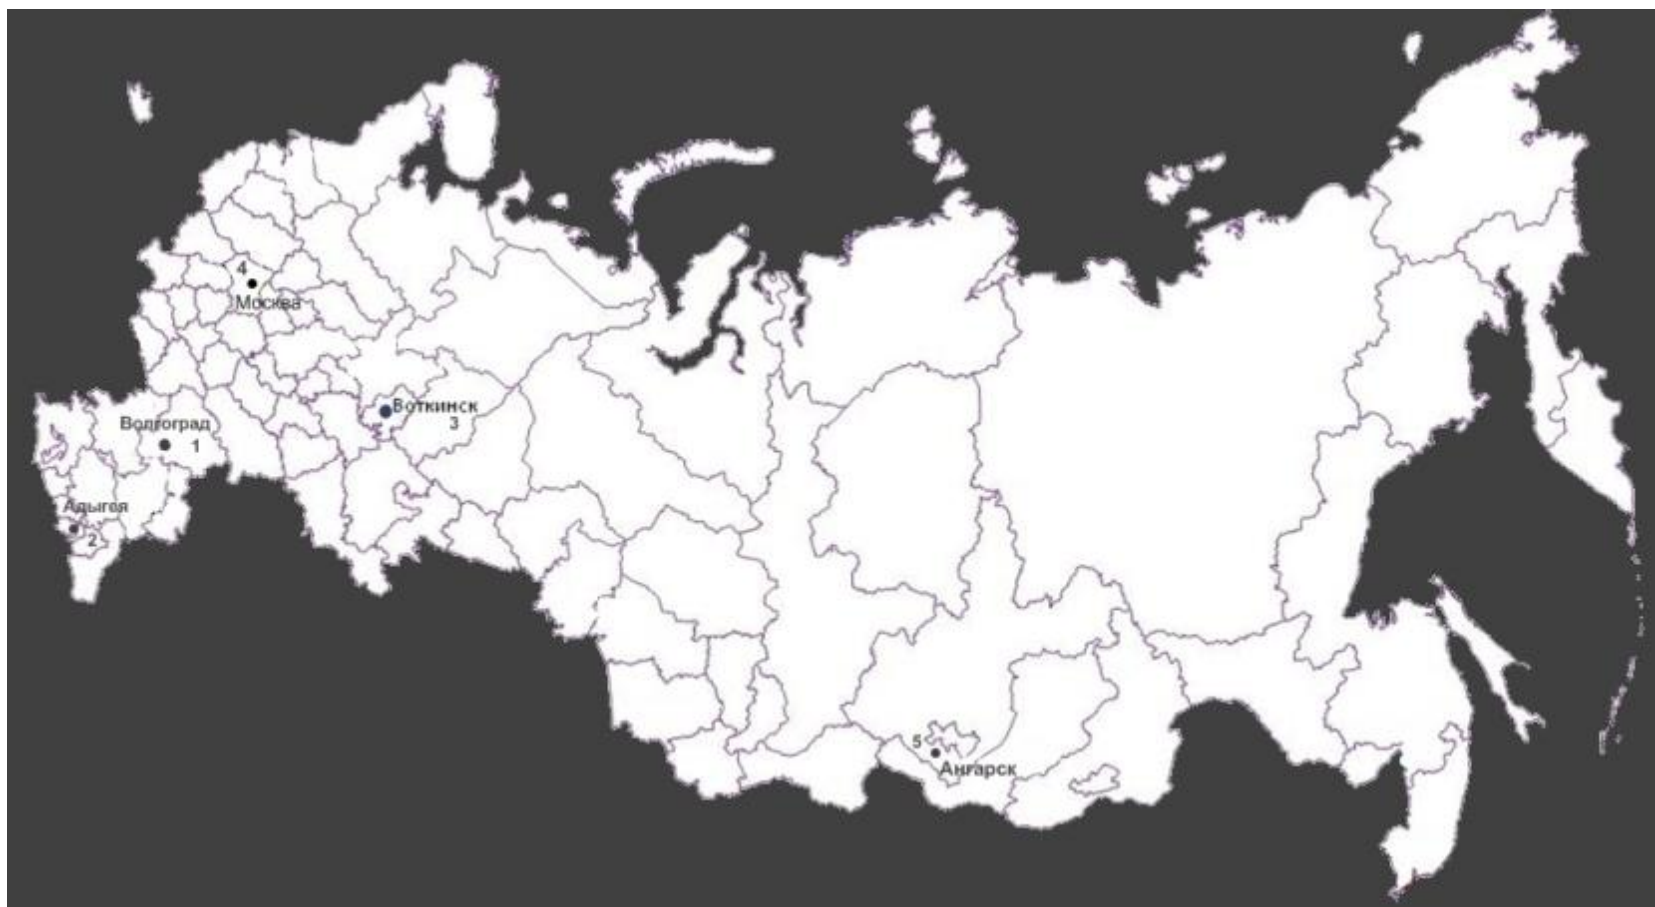 4
Москва
Воткинск
3
Волгоград
1
Адыгея
2
5
Ангарск